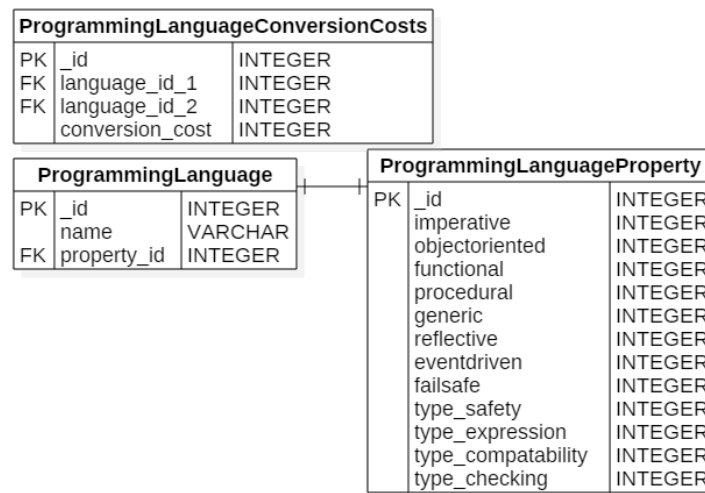 ProgrammingLanguageConversionCosts
PK _id INTEGER
FK language_id_1 INTEGER
FK language_id_2 INTEGER
conversion_cost INTEGER
ProgrammingLanguage
PK _id INTEGER
name VARCHAR
FK property_id INTEGER
ProgrammingLanguageProperty
PK _id INTEGER
imperative INTEGER
objectoriented INTEGER
functional INTEGER
procedural INTEGER
generic INTEGER
reflective INTEGER
eventdriven INTEGER
failsafe INTEGER
type_safety INTEGER
type_expression INTEGER
type_compatability INTEGER
type_checking INTEGER